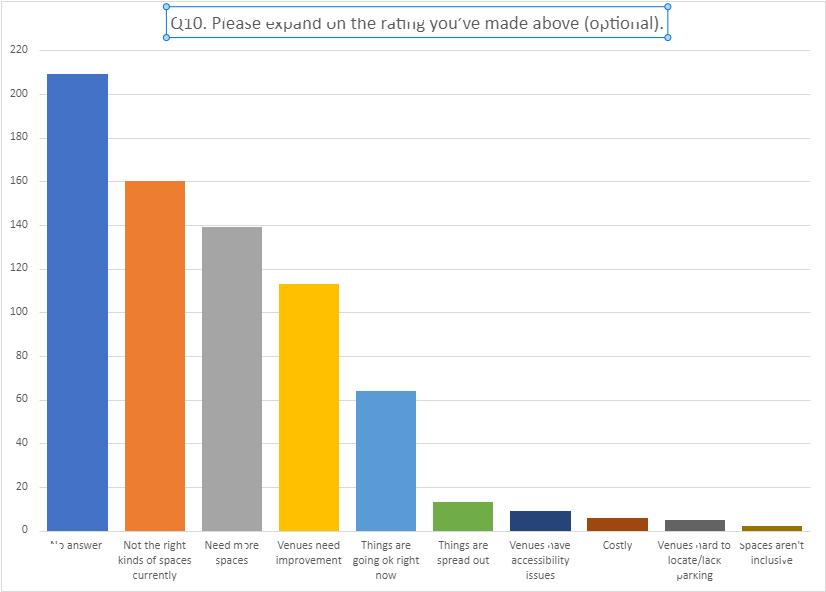 Q10. Please expand on the rating you've made above (optional).
220
200
180
160
140
120
100
80
60
40
20
0
No answer
Not the right
kinds of spaces
currently
Need more
spaces
Venues need
improvement
Things are
going ok right
now
Things are
spread out
Venues have
accessibility
issues
Costly
Venues hard to
locate/lack
parking
Spaces aren't
inclusive